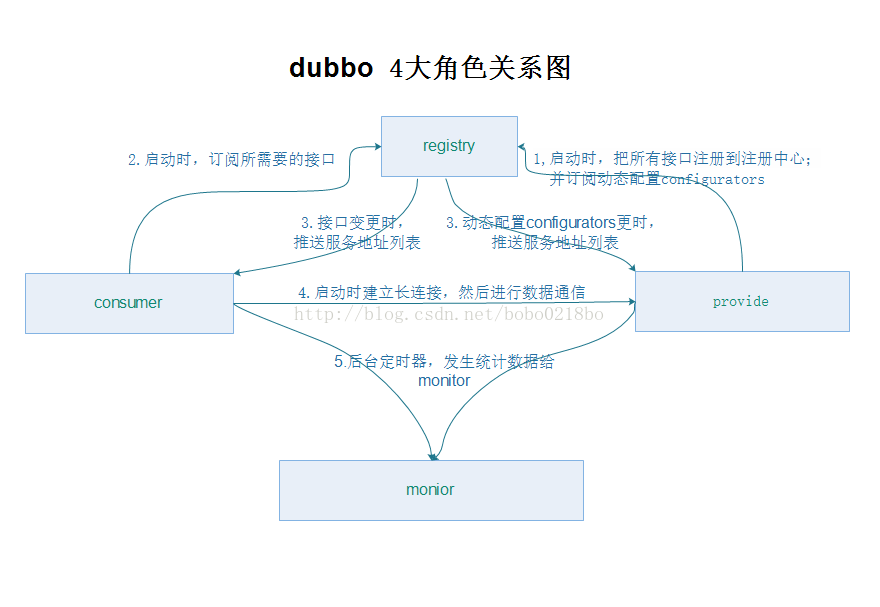 dubbo 4大角色关系图
registry
2.启动时，订阅所需要的接口
1,启动时，把所有接口注册到注册中心；
并订阅动态配置configurators
3.接口变更时，
推送服务地址列表
3.动态配置configurators更时，
推送服务地址列表
consumer
4.启动时建立长连接，然后进行数据通信
provide
http://blog.csdn.net/bobo0218bo
5.后台定时器，发生统计数据给
monitor
monior